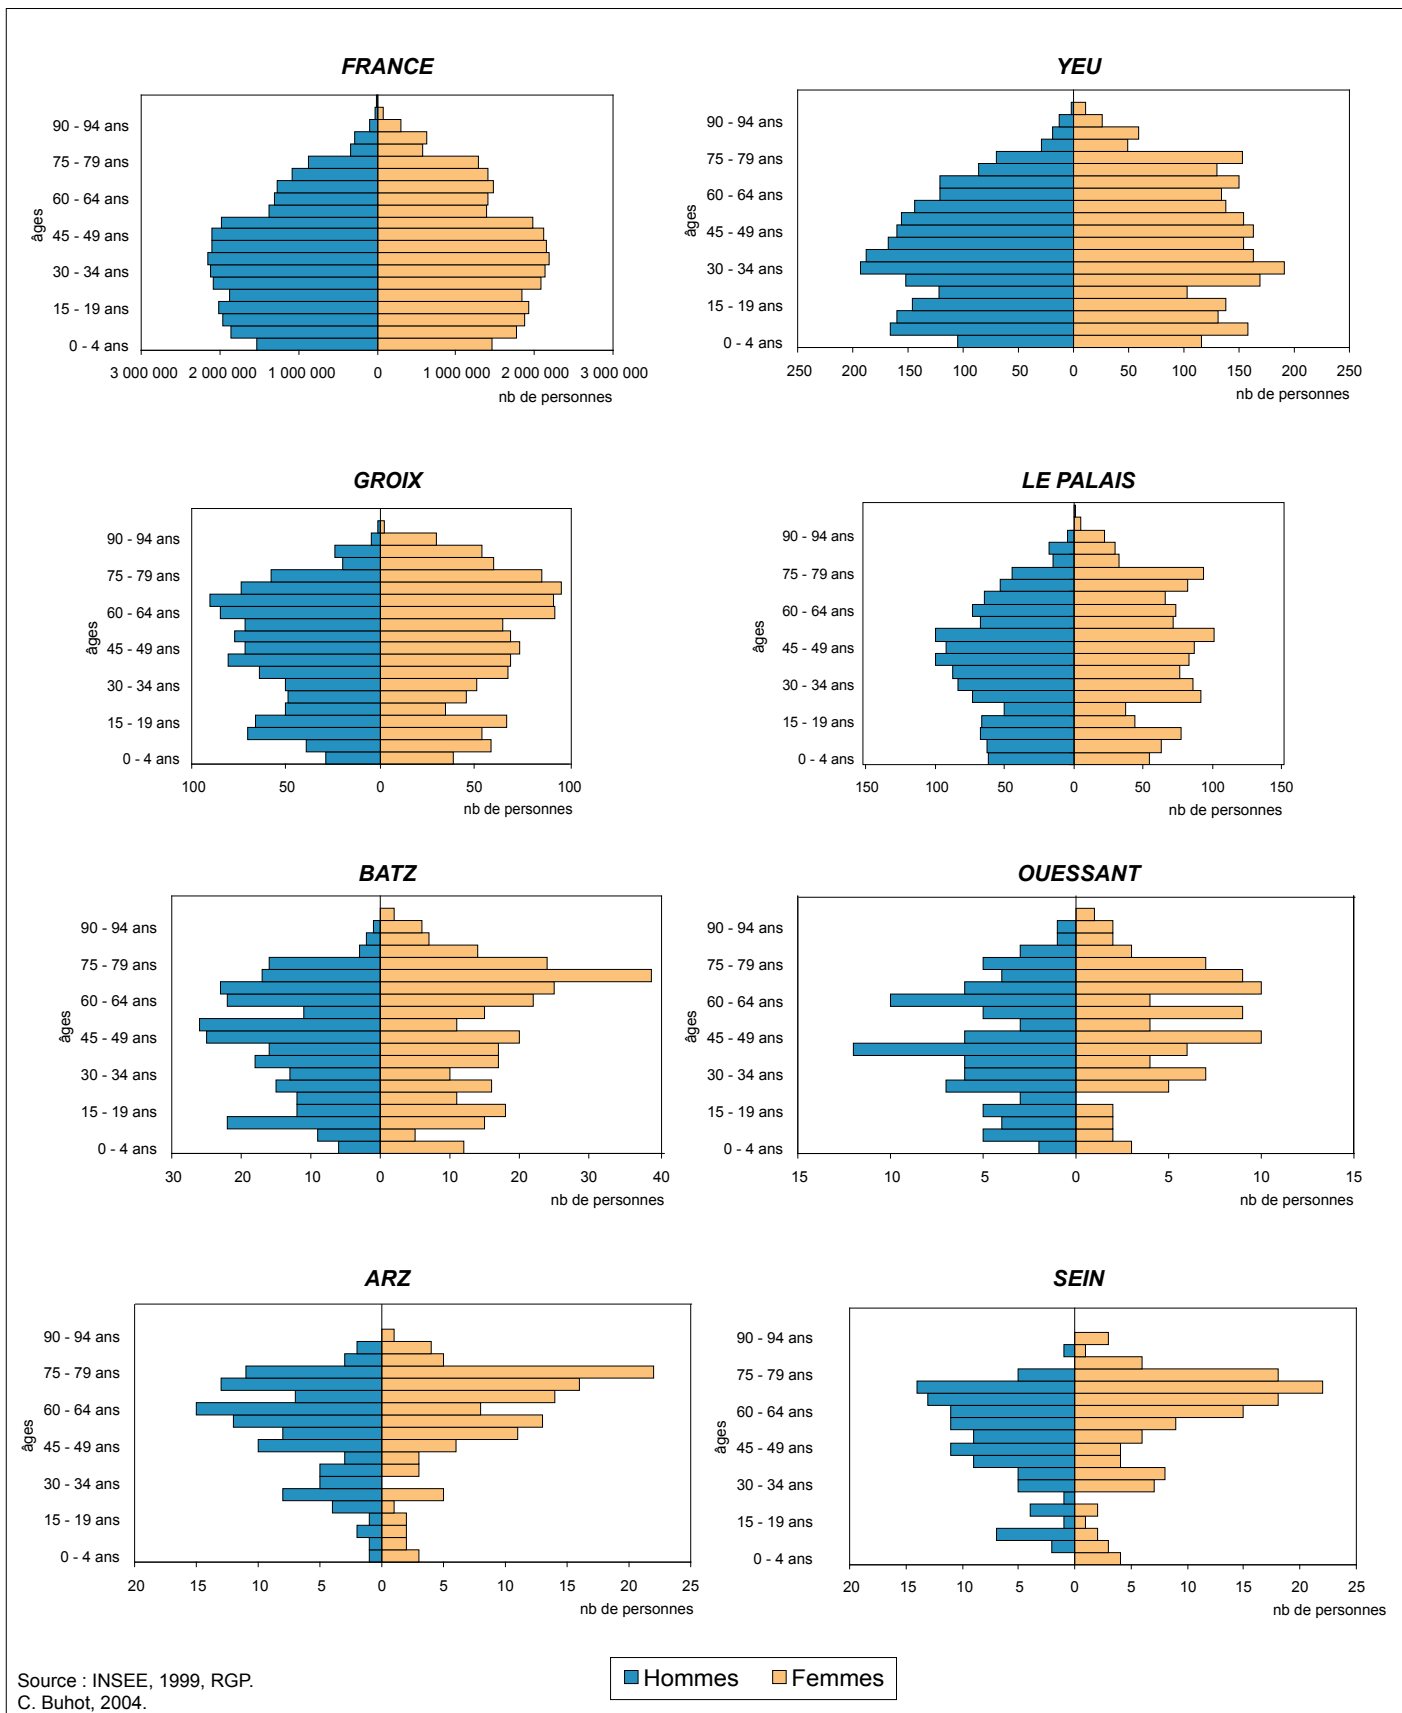 FRANCE
90 - 94 ans
75 - 79 ans
60 - 64 ans
45 - 49 ans
30 - 34 ans
15 - 19 ans
0 - 4 ans
âges
3 000 000 2 000 000 1 000 000 0 1 000 000 2 000 000 3 000 000
nb de personnes
YEU
90 - 94 ans
75 - 79 ans
60 - 64 ans
45 - 49 ans
30 - 34 ans
15 - 19 ans
0 - 4 ans
âges
250 200 150 100 50 0 50 100 150 200 250
nb de personnes
GROIX
90 - 94 ans
75 - 79 ans
60 - 64 ans
45 - 49 ans
30 - 34 ans
15 - 19 ans
0 - 4 ans
âges
100 50 0 50 100
nb de personnes
LE PALAIS
90 - 94 ans
75 - 79 ans
60 - 64 ans
45 - 49 ans
30 - 34 ans
15 - 19 ans
0 - 4 ans
âges
150 100 50 0 50 100 150
nb de personnes
BATZ
90 - 94 ans
75 - 79 ans
60 - 64 ans
45 - 49 ans
30 - 34 ans
15 - 19 ans
0 - 4 ans
âges
30 20 10 0 10 20 30 40
nb de personnes
OUESSANT
90 - 94 ans
75 - 79 ans
60 - 64 ans
45 - 49 ans
30 - 34 ans
15 - 19 ans
0 - 4 ans
âges
15 10 5 0 5 10 15
nb de personnes
ARZ
90 - 94 ans
75 - 79 ans
60 - 64 ans
45 - 49 ans
30 - 34 ans
15 - 19 ans
0 - 4 ans
âges
20 15 10 5 0 5 10 15 20 25
nb de personnes
SEIN
90 - 94 ans
75 - 79 ans
60 - 64 ans
45 - 49 ans
30 - 34 ans
15 - 19 ans
0 - 4 ans
âges
20 15 10 5 0 5 10 15 20 25
nb de personnes
Hommes Femmes
Source : INSEE, 1999, RGP.
C. Buhot, 2004.